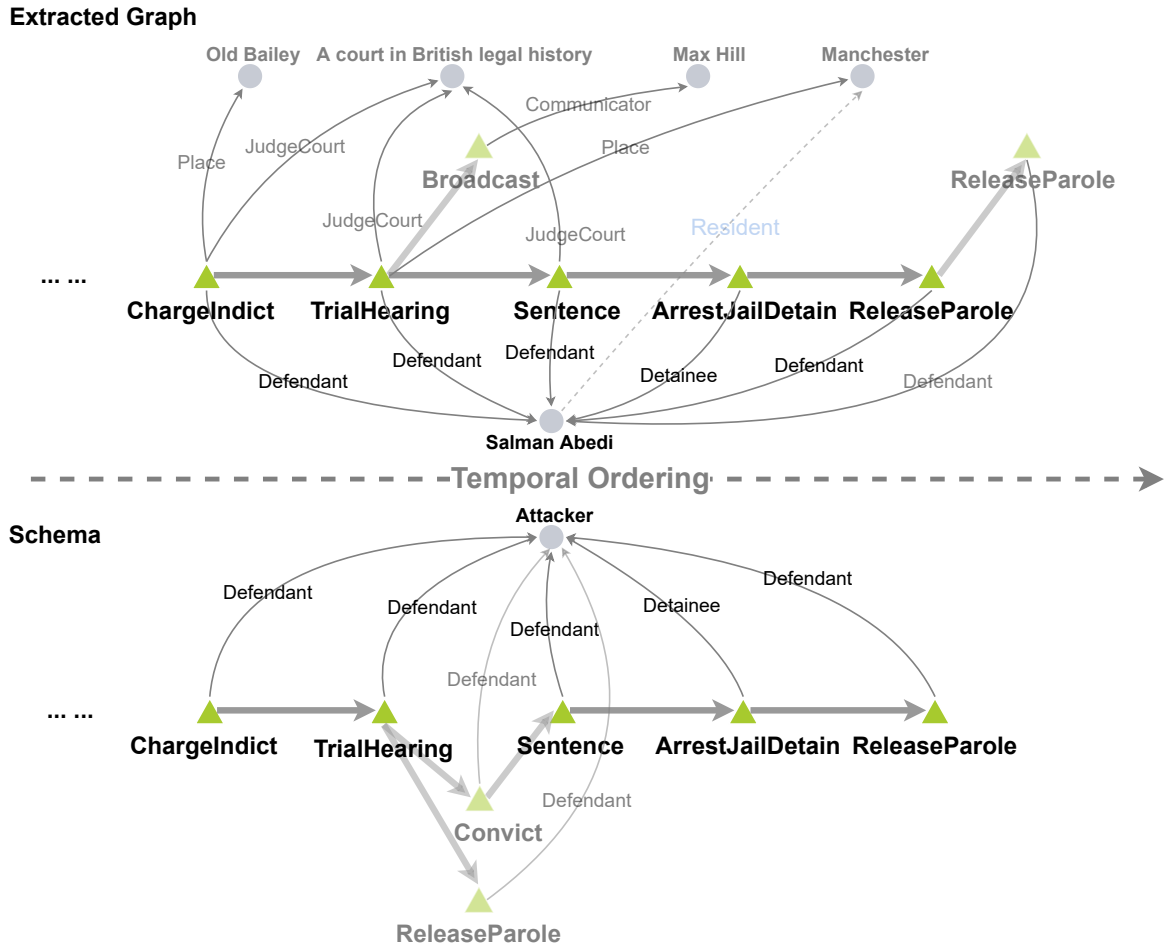 Extracted Graph
Old Bailey
A court in British legal history
Max Hill
Manchester
Communicator
JudgeCourt
Place
Place
Broadcast
ReleaseParole
JudgeCourt
JudgeCourt
Resident
... ...
ChargeIndict
TrialHearing
Sentence
ArrestJailDetain
ReleaseParole
Defendant
Defendant
Defendant
Detainee
Defendant
Defendant
Salman Abedi
Temporal Ordering
Schema
Attacker
Defendant
Defendant
Defendant
Detainee
Defendant
Defendant
... ...
ChargeIndict
TrialHearing
Sentence
ArrestJailDetain
ReleaseParole
Defendant
Convict
ReleaseParole